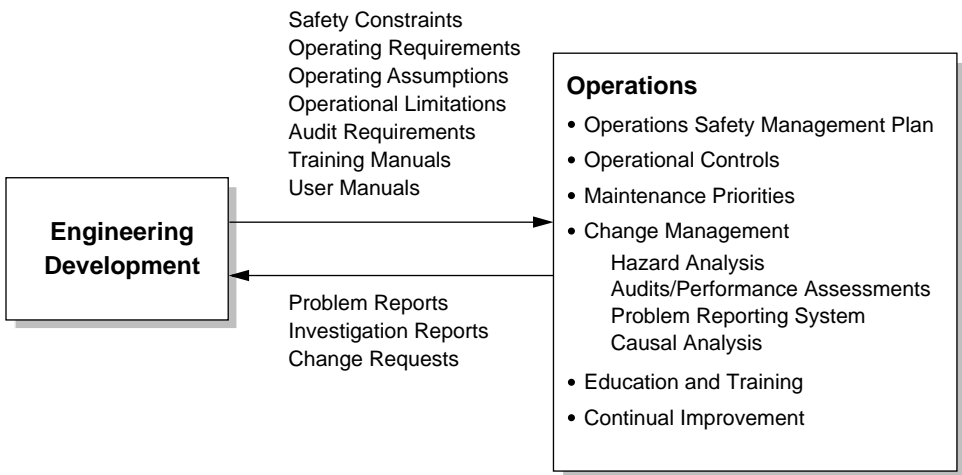 Safety Constraints
Operating Requirements
Operating Assumptions
Operational Limitations
Audit Requirements
Training Manuals
User Manuals
Engineering
Development
Problem Reports
Investigation Reports
Change Requests
Operations
• Operations Safety Management Plan
• Operational Controls
• Maintenance Priorities
• Change Management
Hazard Analysis
Audits/Performance Assessments
Problem Reporting System
Causal Analysis
• Education and Training
• Continual Improvement